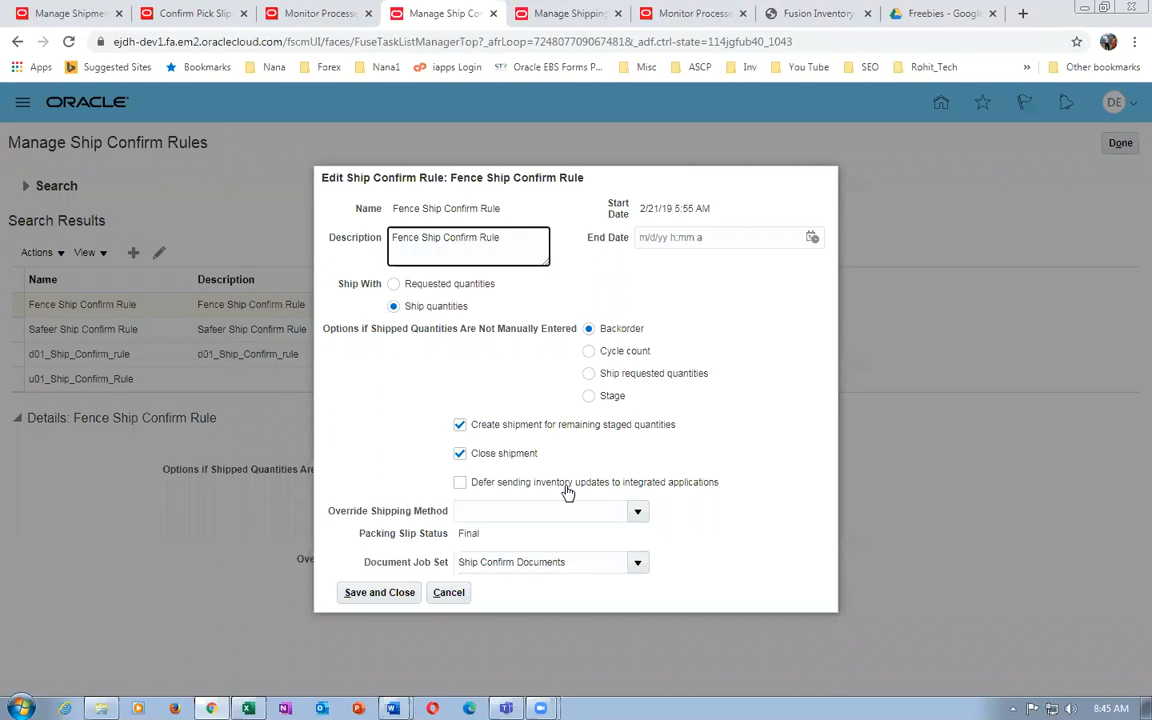 Manage Shipmen
Confirm Pick Slip
Monitor Processe
Manage Ship Co
Manage Shipping
Monitor Processe
Fusion Inventory
Freebies - Google
ejdh-dev1.fa.em2.oraclecloud.com/fscmUI/faces/FuseTaskListManagerTop?_afrLoop=724807709067481&_adf.ctrl-state=114jgfub40_1043
Apps
Suggested Sites
Bookmarks
Nana
Forex
Nana1
iapps Login
Oracle EBS Forms P...
Misc
ASCP
Inv
You Tube
SEO
Rohit_Tech
»
Other bookmarks
ORACLE
DE
Manage Ship Confirm Rules
Done
Search
Search Results
Actions
View
Name
Description
Fence Ship Confirm Rule
Fence Ship Confirm Rule
Safeer Ship Confirm Rule
Safeer Ship Confirm Rule
d01_Ship_Confirm_rule
d01_Ship_Confirm_rule
u01_Ship_Confirm_Rule
Details: Fence Ship Confirm Rule
Options if Shipped Quantities Are
Ove
Edit Ship Confirm Rule: Fence Ship Confirm Rule
Name Fence Ship Confirm Rule
Start Date 2/21/19 5:55 AM
Description Fence Ship Confirm Rule
End Date m/d/yy h:mm a
Ship With Requested quantities
Ship quantities
Options if Shipped Quantities Are Not Manually Entered Backorder
Cycle count
Ship requested quantities
Stage
Create shipment for remaining staged quantities
Close shipment
Defer sending inventory updates to integrated applications
Override Shipping Method
Packing Slip Status Final
Document Job Set Ship Confirm Documents
Save and Close
Cancel
8:45 AM